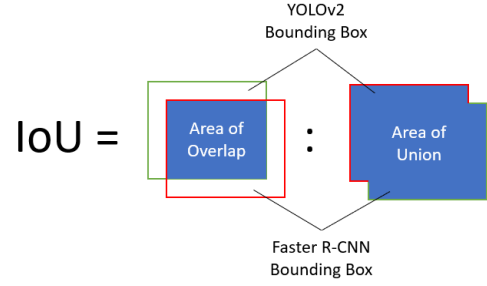 YOLOv2
Bounding Box
IoU =
Area of
Overlap
:
Area of
Union
Faster R-CNN
Bounding Box